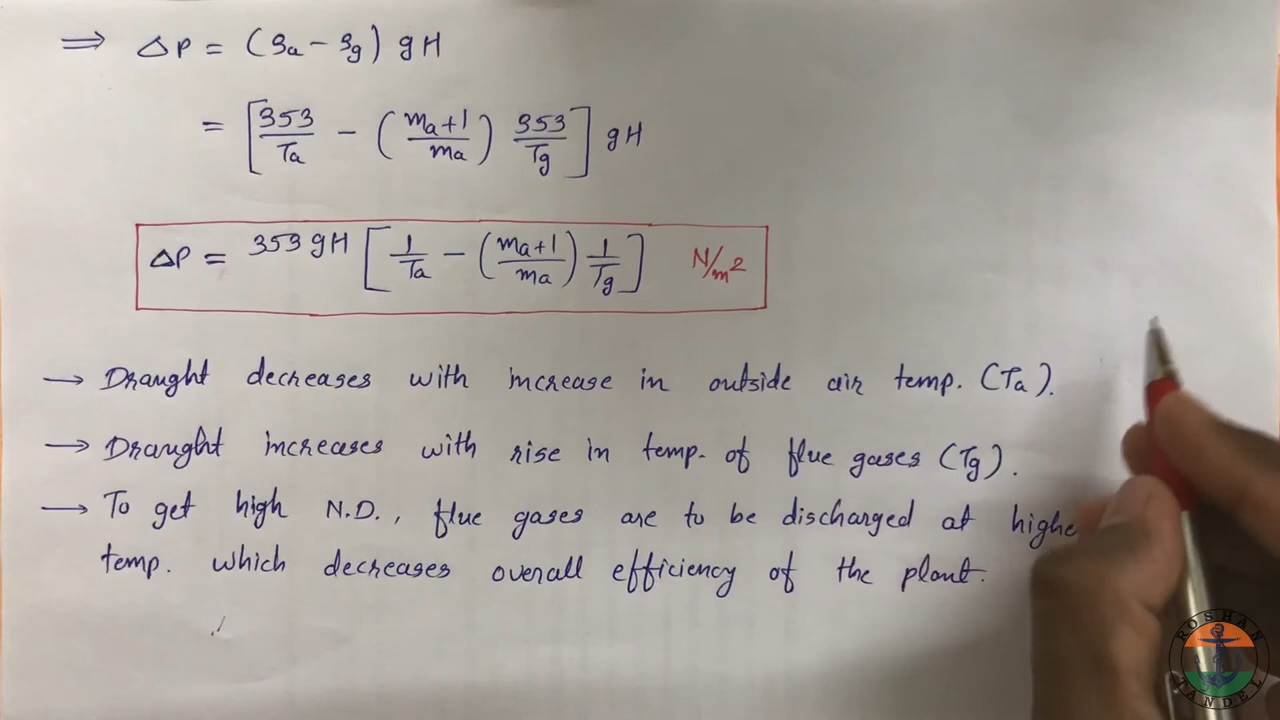 ⇒ ΔP = (ρa - ρg) gH
= [353/Ta - ((ma+1)/ma) 353/Tg] gH
ΔP = 353 gH [1/Ta - ((ma+1)/ma) 1/Tg] N/m²
→ Draught decreases with increase in outside air temp. (Ta).
→ Draught increases with rise in temp. of flue gases (Tg).
→ To get high N.D., flue gases are to be discharged at highe
temp. which decreases overall efficiency of the plant.
ROSHAN
TANDEL